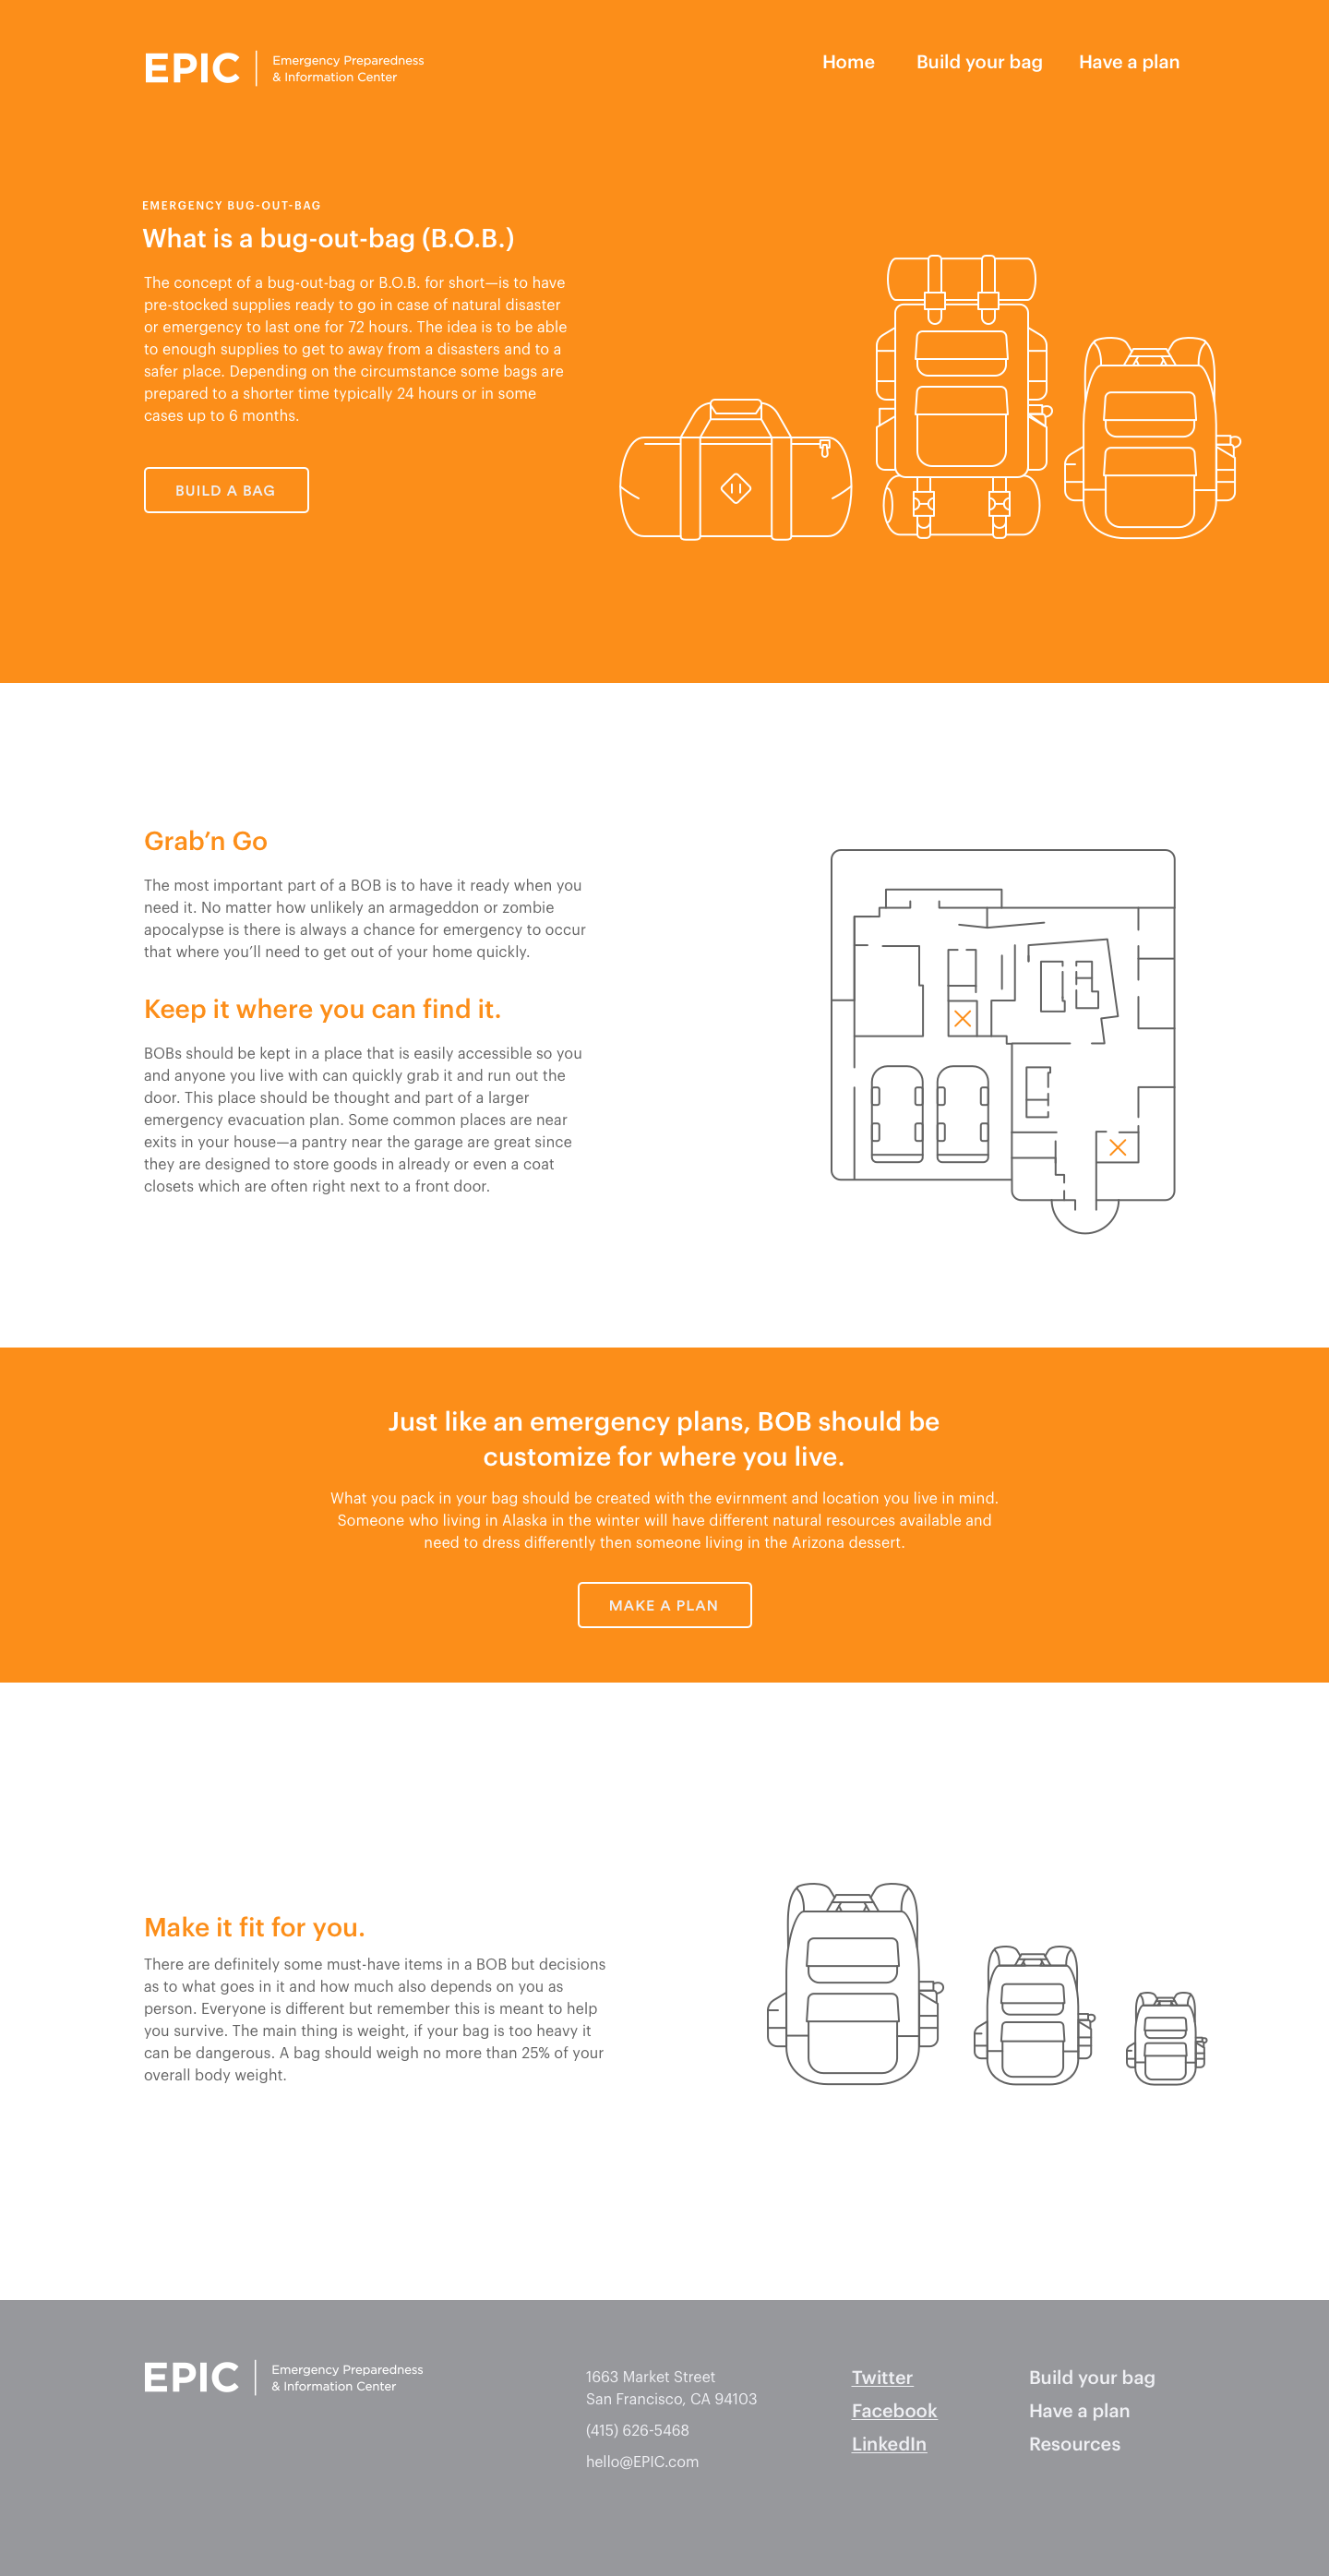 EPIC
Emergency Preparedness
& Information Center
Home
Build your bag
Have a plan
EMERGENCY BUG-OUT-BAG
What is a bug-out-bag (B.O.B.)
The concept of a bug-out-bag or B.O.B. for short—is to have
pre-stocked supplies ready to go in case of natural disaster
or emergency to last one for 72 hours. The idea is to be able
to enough supplies to get to away from a disasters and to a
safer place. Depending on the circumstance some bags are
prepared to a shorter time typically 24 hours or in some
cases up to 6 months.
BUILD A BAG
Grab’n Go
The most important part of a BOB is to have it ready when you
need it. No matter how unlikely an armageddon or zombie
apocalypse is there is always a chance for emergency to occur
that where you’ll need to get out of your home quickly.
Keep it where you can find it.
BOBs should be kept in a place that is easily accessible so you
and anyone you live with can quickly grab it and run out the
door. This place should be thought and part of a larger
emergency evacuation plan. Some common places are near
exits in your house—a pantry near the garage are great since
they are designed to store goods in already or even a coat
closets which are often right next to a front door.
Just like an emergency plans, BOB should be
customize for where you live.
What you pack in your bag should be created with the evirnment and location you live in mind.
Someone who living in Alaska in the winter will have different natural resources available and
need to dress differently then someone living in the Arizona dessert.
MAKE A PLAN
Make it fit for you.
There are definitely some must-have items in a BOB but decisions
as to what goes in it and how much also depends on you as
person. Everyone is different but remember this is meant to help
you survive. The main thing is weight, if your bag is too heavy it
can be dangerous. A bag should weigh no more than 25% of your
overall body weight.
EPIC
Emergency Preparedness
& Information Center
1663 Market Street
San Francisco, CA 94103
(415) 626-5468
hello@EPIC.com
Twitter
Facebook
LinkedIn
Build your bag
Have a plan
Resources